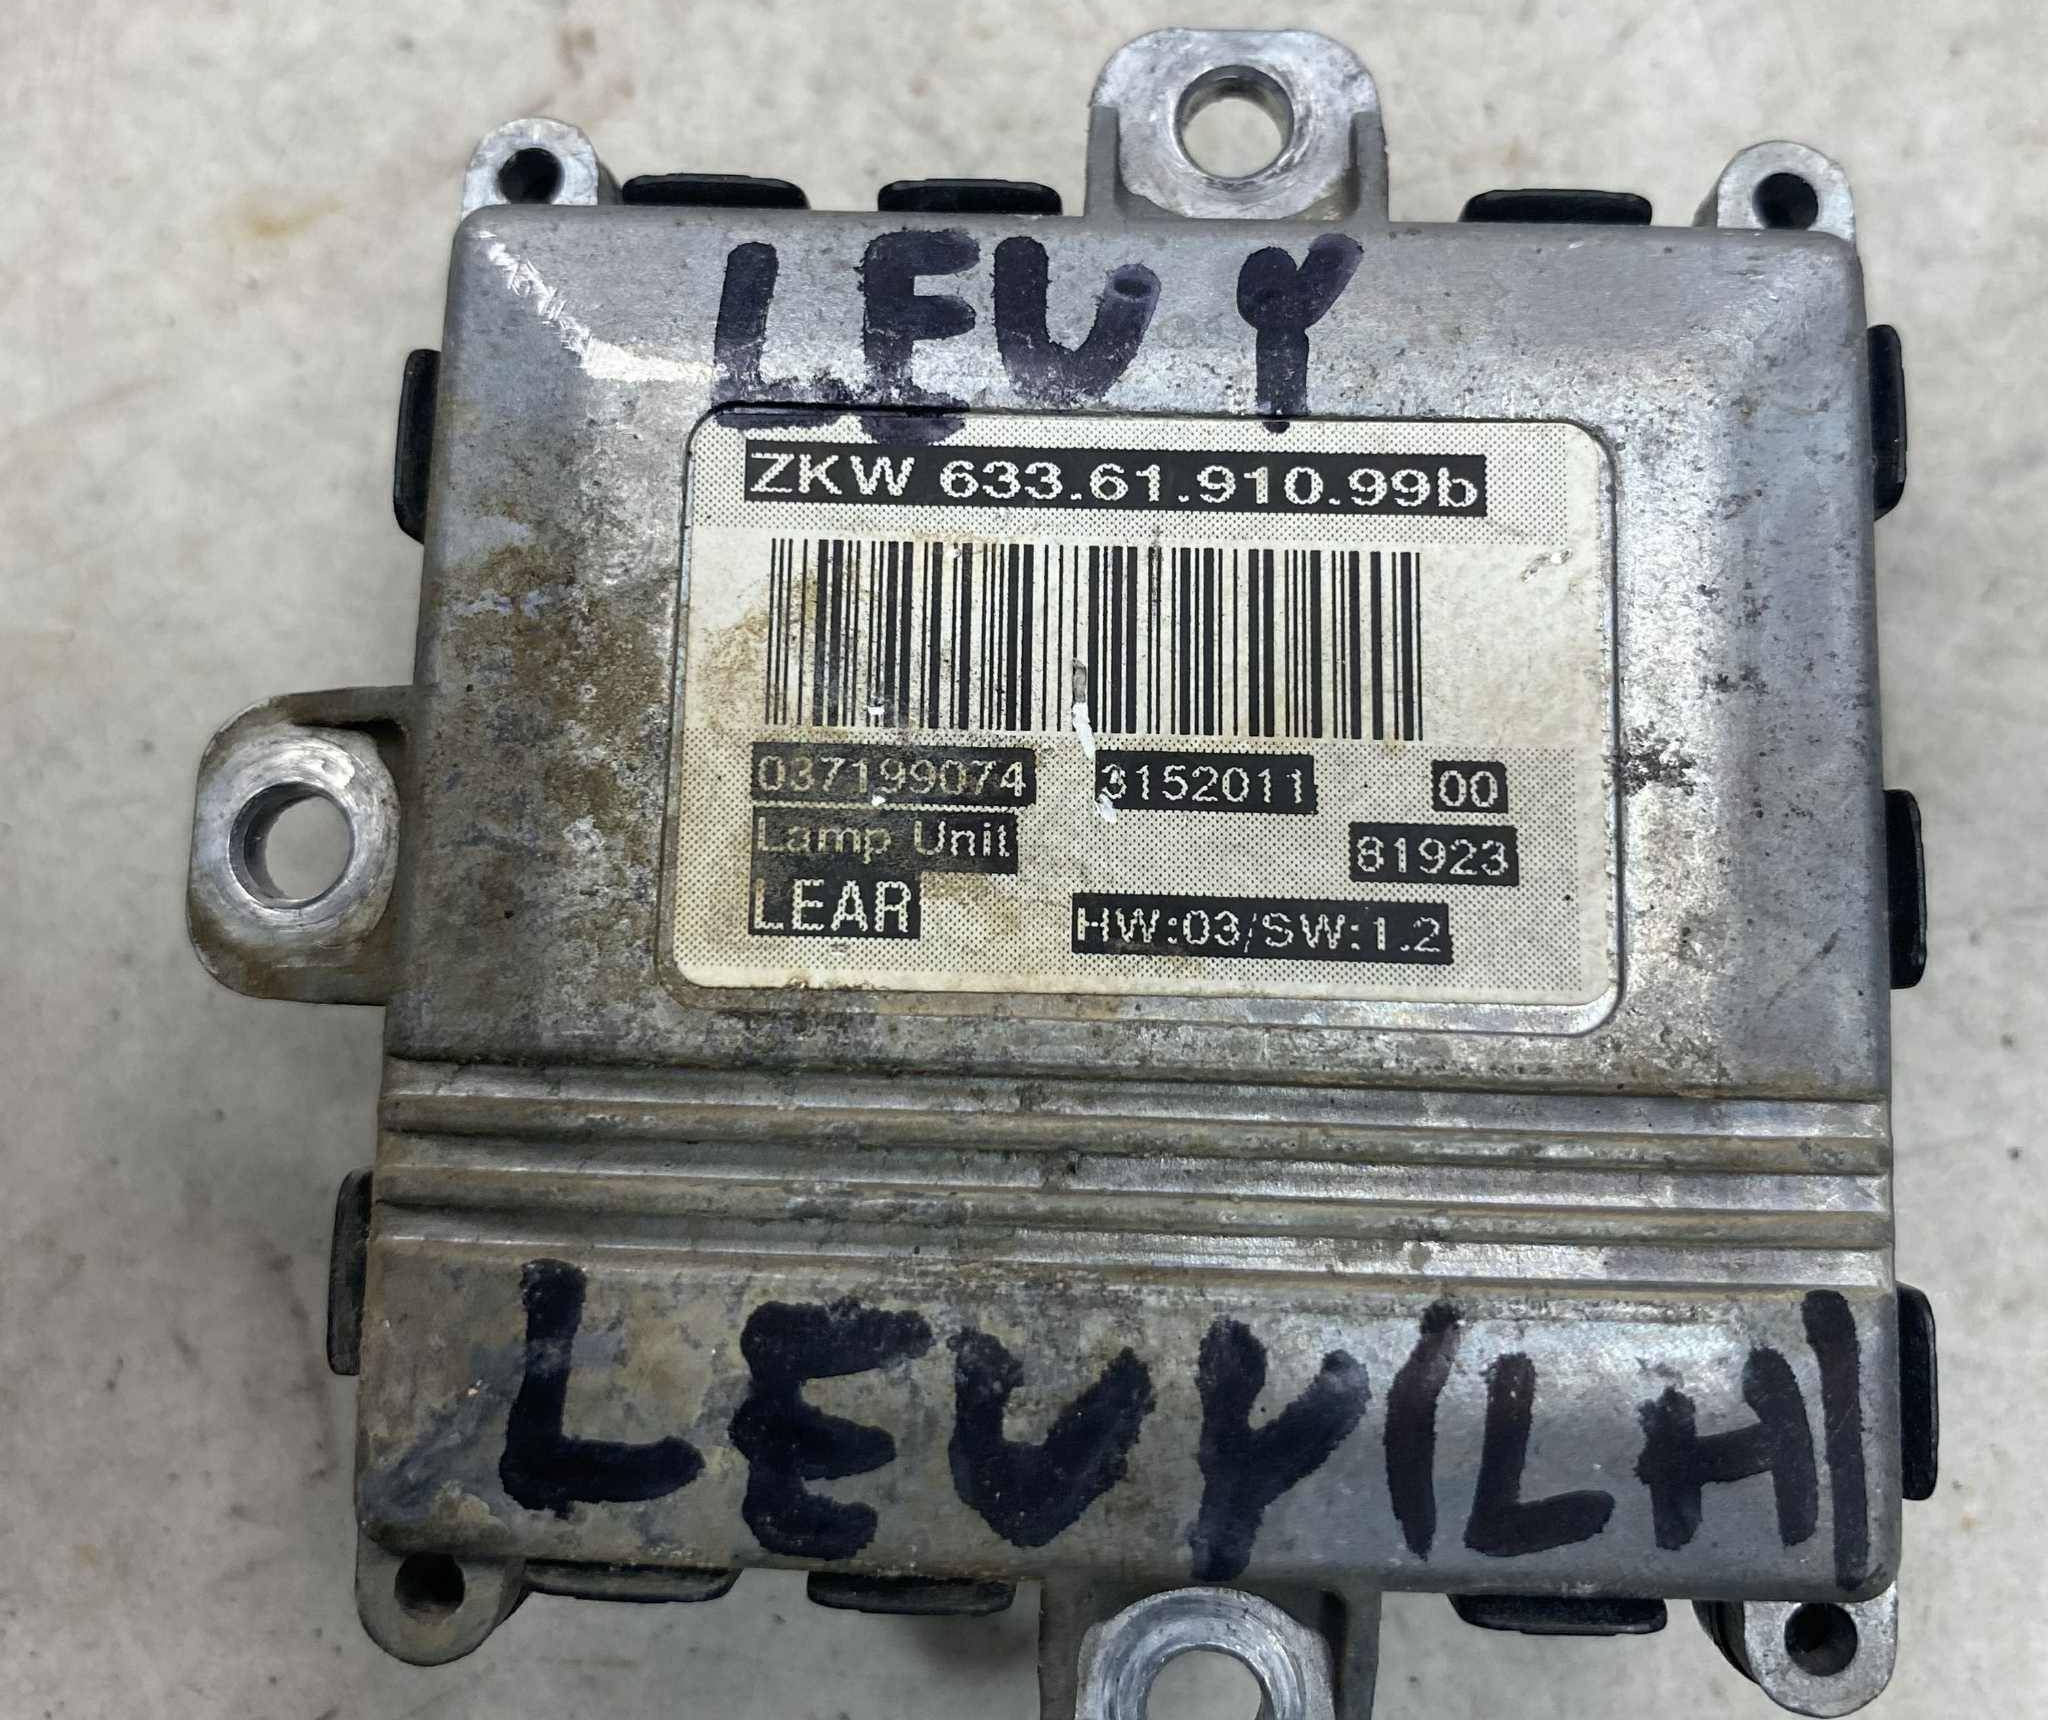 LEVY
ZKW 633.61.910.99b
037199074 3152011 00
Lamp Unit 81923
LEAR HW:03/SW:1.2
LEVY(LH)